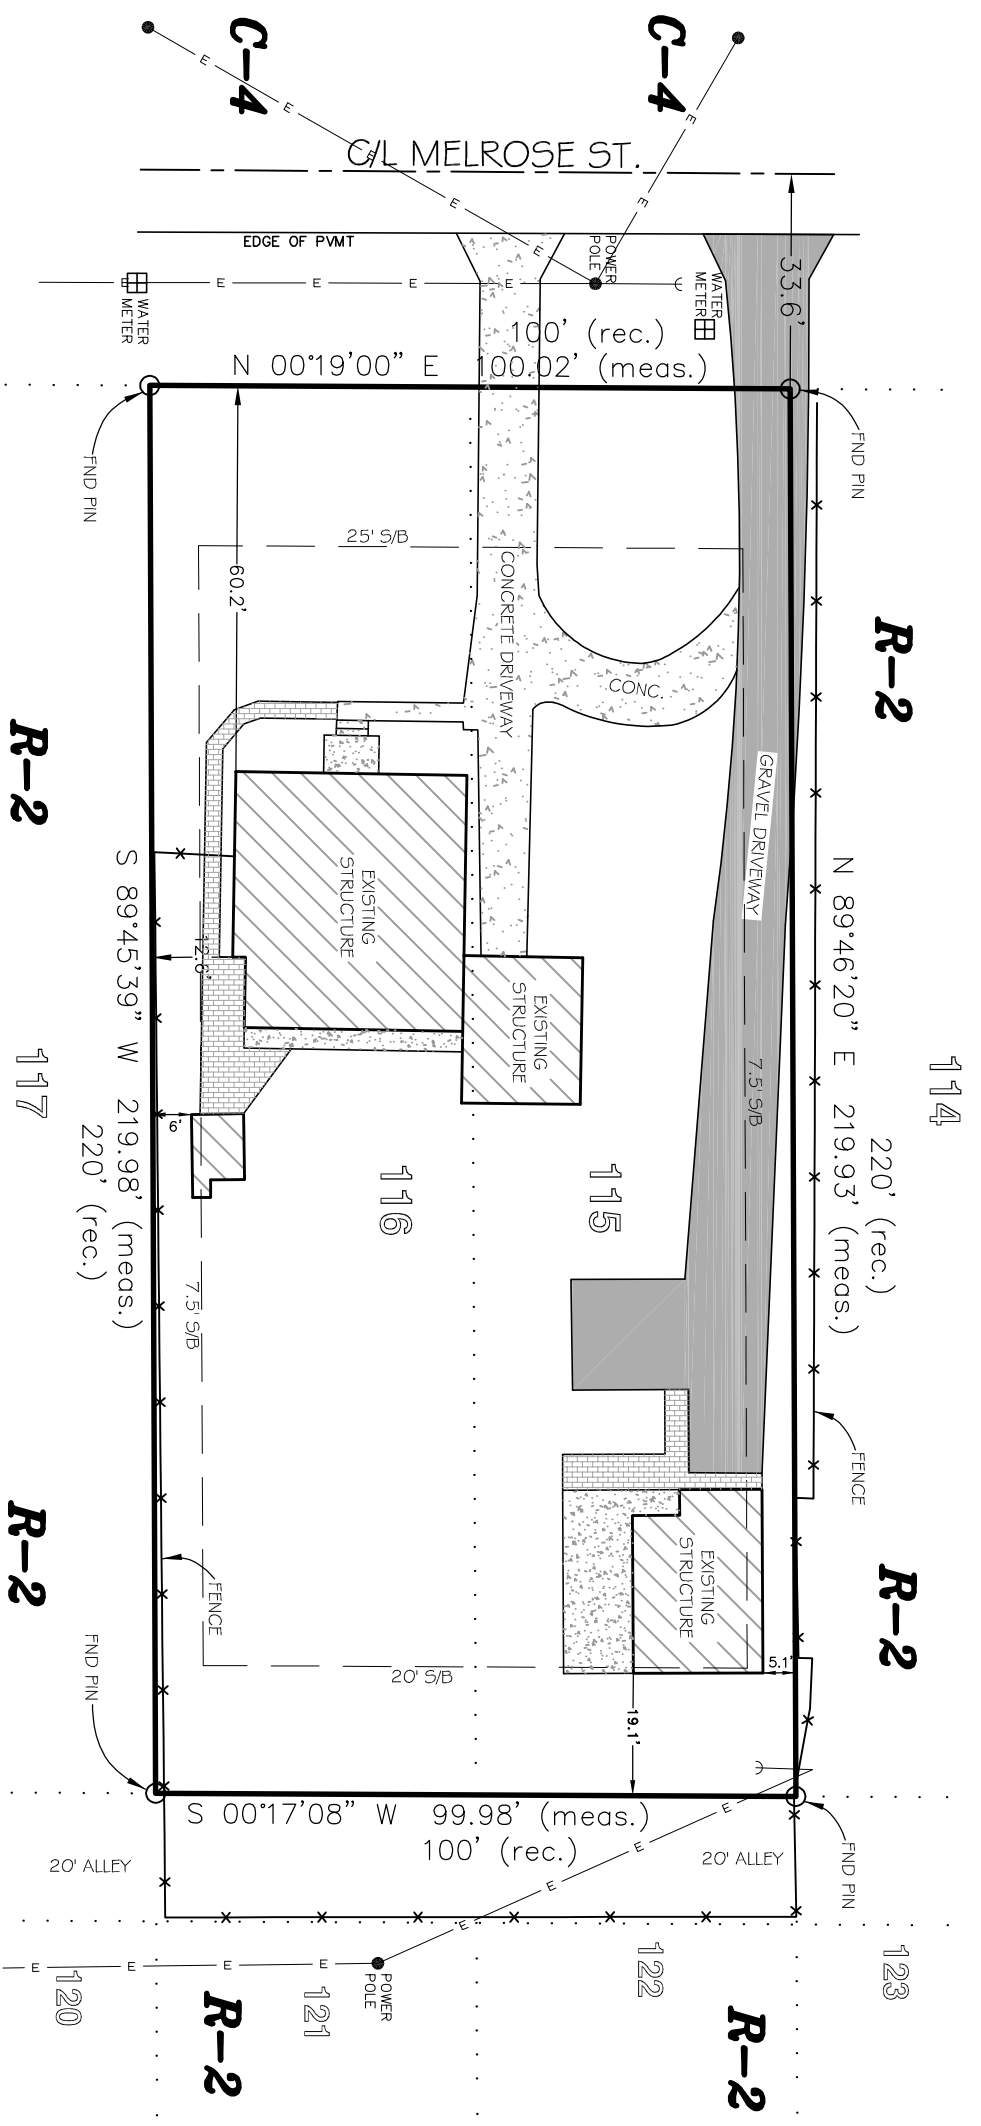 C-4
C-4
E
E
E
E
E
E
E
C/L MELROSE ST.
EDGE OF PVMT
POWER
POLE
33.6'
WATER
METER
WATER
METER
E
E
E
E
E
100' (rec.)
N 00°19'00" E 100.02' (meas.)
FND PIN
FND PIN
25' S/B
60.2'
CONCRETE DRIVEWAY
CONC.
R-2
R-2
GRAVEL DRIVEWAY
EXISTING
STRUCTURE
EXISTING
STRUCTURE
12.6'
6'
S 89°45'39" W 219.98' (meas.)
220' (rec.)
N 89°46'20" E 219.93' (meas.)
220' (rec.)
7.5' S/B
7.5' S/B
114
115
116
117
FENCE
FENCE
R-2
R-2
EXISTING
STRUCTURE
5.1'
19.1'
20' S/B
FND PIN
FND PIN
S 00°17'08" W 99.98' (meas.)
100' (rec.)
20' ALLEY
20' ALLEY
E
E
E
E
POWER
POLE
E
E
E
E
120
121
122
123
R-2
R-2